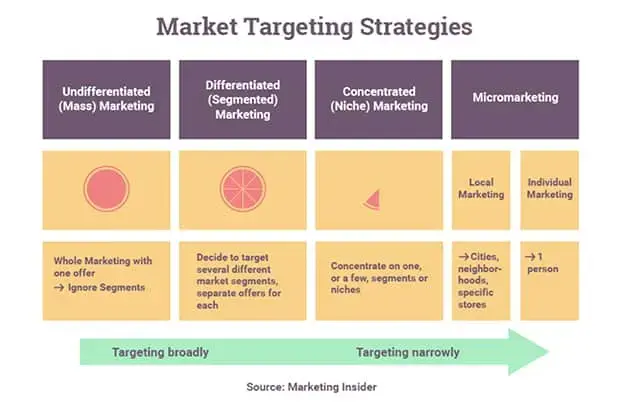 Market Targeting Strategies
Undifferentiated
(Mass) Marketing
Differentiated
(Segmented)
Marketing
Concentrated
(Niche) Marketing
Micromarketing
Local
Marketing
Individual
Marketing
Whole Marketing with
one offer
→ Ignore Segments
Decide to target
several different
market segments,
separate offers for
each
Concentrate on one,
or a few, segments or
niches
→ Cities,
neighbor-
hoods,
specific
stores
→ 1
person
Targeting broadly
Targeting narrowly
Source: Marketing Insider